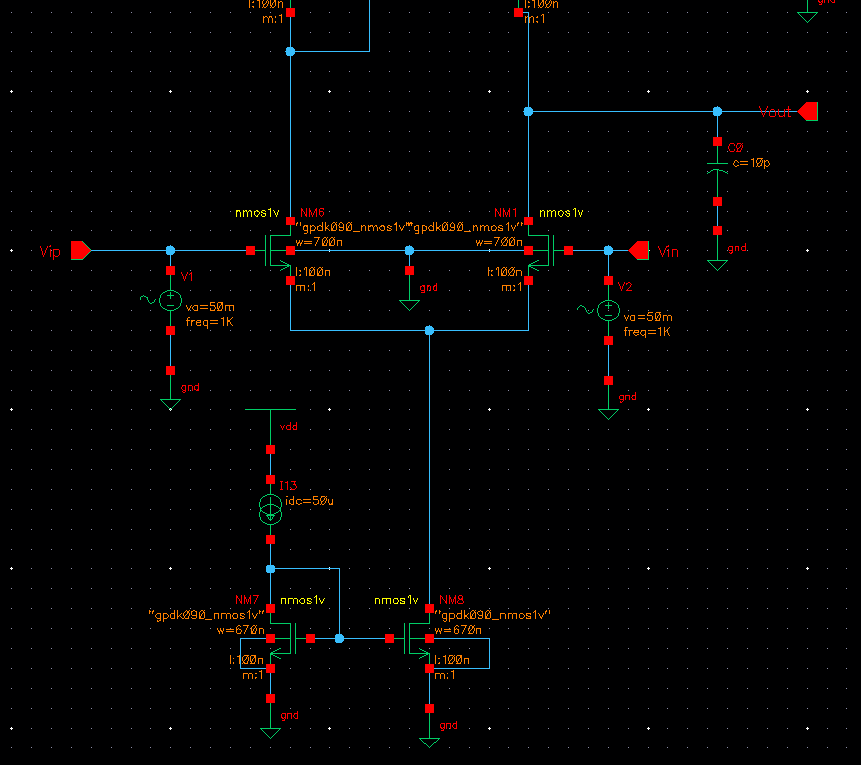 l:100n
m:1
l:100n
m:1
gnd
Vout
C0
c=10p
gnd
nmos1v
NM6
"gpdk090_nmos1v"
w=700n
l:100n
m:1
NM1
nmos1v
"gpdk090_nmos1v"
w=700n
l:100n
m:1
gnd
Vip
V1
va=50m
freq=1K
gnd
Vin
V2
va=50m
freq=1K
gnd
vdd
I13
idc=50u
NM7
nmos1v
"gpdk090_nmos1v"
w=670n
l:100n
m:1
gnd
nmos1v
NM8
"gpdk090_nmos1v"
w=670n
l:100n
m:1
gnd